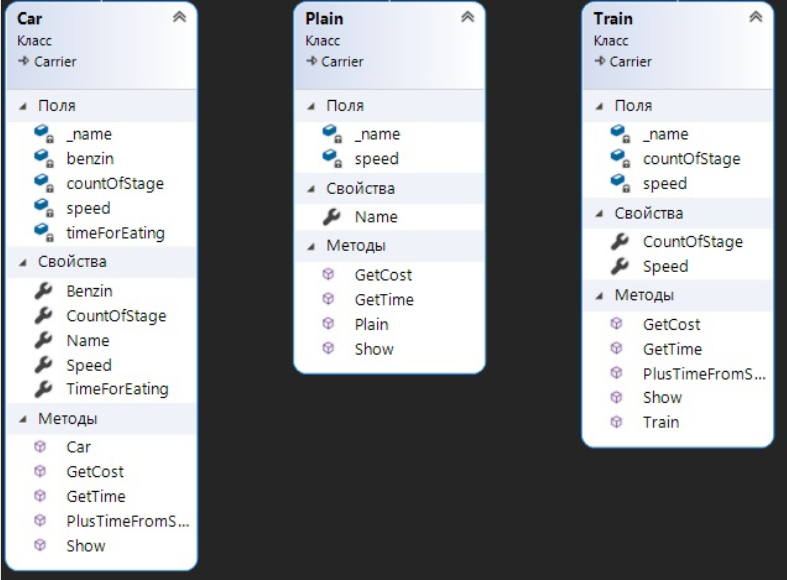 Car
Класс
Carrier
Поля
_name
benzin
countOfStage
speed
timeForEating
Свойства
Benzin
CountOfStage
Name
Speed
TimeForEating
Методы
Car
GetCost
GetTime
PlusTimeFromS...
Show
Plain
Класс
Carrier
Поля
_name
speed
Свойства
Name
Методы
GetCost
GetTime
Plain
Show
Train
Класс
Carrier
Поля
_name
countOfStage
speed
Свойства
CountOfStage
Speed
Методы
GetCost
GetTime
PlusTimeFromS...
Show
Train